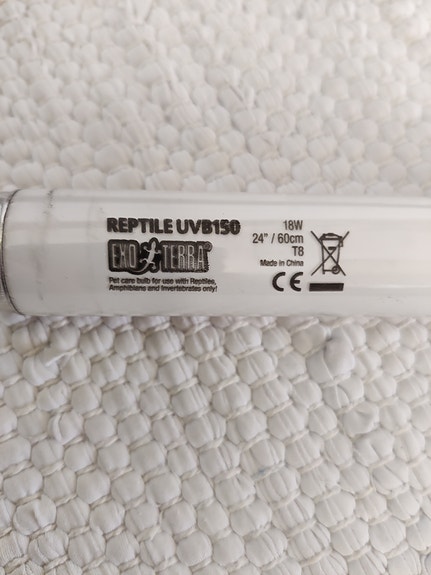 REPTILE UVB150
EXO TERRA®
Pet care bulb for use with Reptiles,
Amphibians and Invertebrates only!
18W
24” / 60cm
T8
Made in China
CE